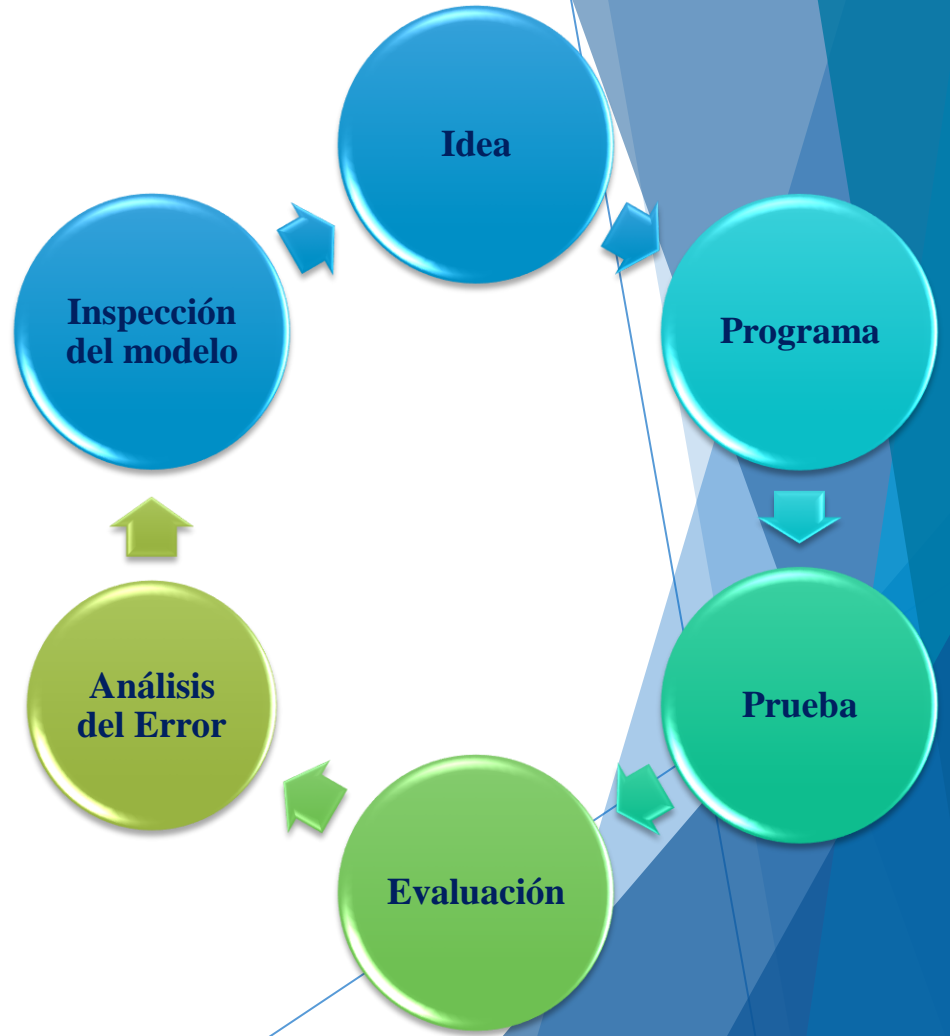 Idea
Programa
Prueba
Evaluación
Análisis
del Error
Inspección
del modelo